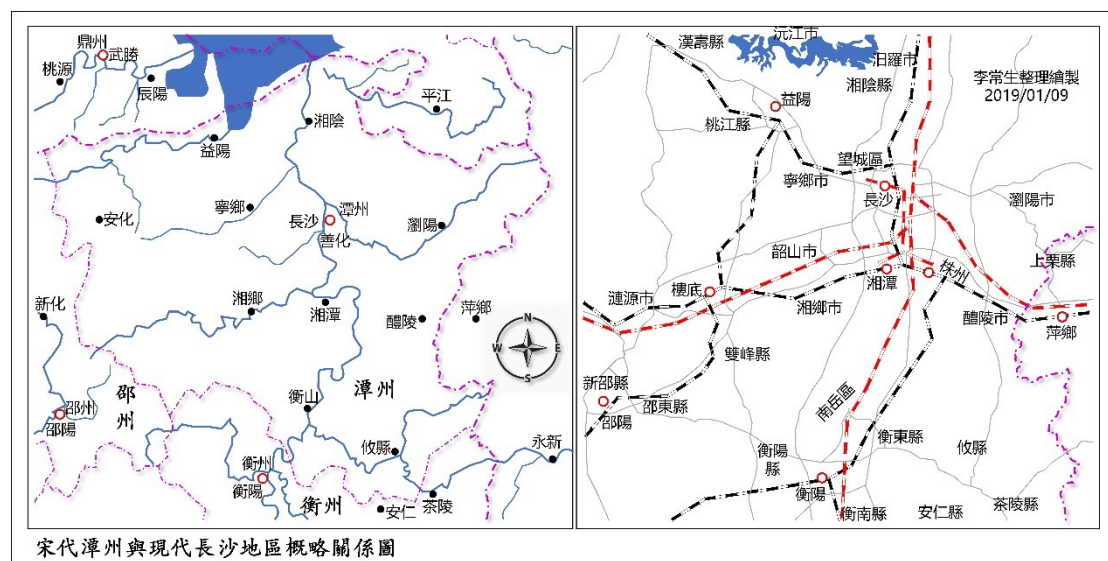 鼎州
武勝
桃源
辰陽
平江
湘陰
益陽
安化
寧鄉
長沙
潭州
善化
瀏陽
新化
湘鄉
湘潭
醴陵
萍鄉
N
W
E
S
邵州
潭州
衡山
邵州
邵陽
攸縣
永新
衡州
衡陽
衡州
茶陵
安仁
漢壽縣
沅江市
汨羅市
湘陰縣
李常生整理繪製
2019/01/09
益陽
桃江縣
望城區
寧鄉市
長沙
瀏陽市
韶山市
上栗縣
株州
湘潭
樓底
漣源市
湘鄉市
醴陵市
萍鄉
雙峰縣
新邵縣
邵東縣
邵陽
南岳區
衡東縣
攸縣
衡陽縣
衡陽
茶陵縣
衡南縣
安仁縣
宋代潭州與現代長沙地區概略關係圖